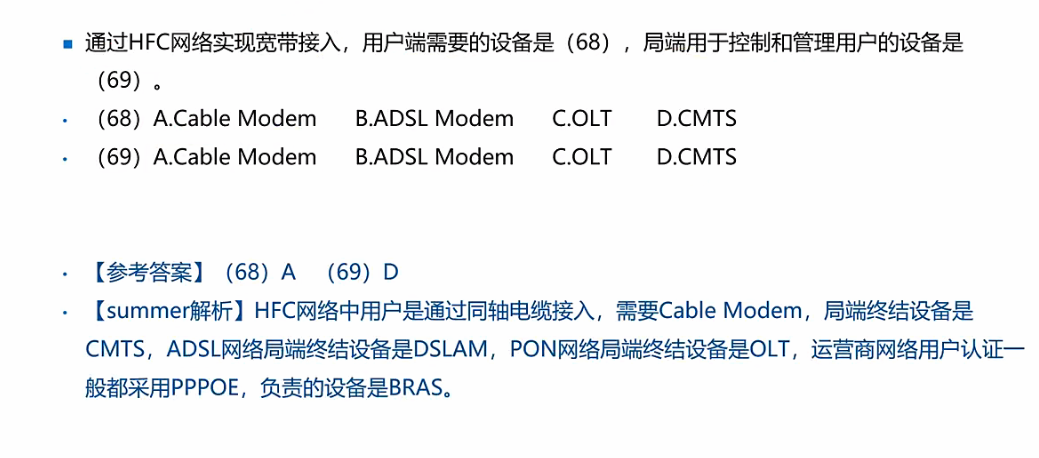 ▪ 通过HFC网络实现宽带接入，用户端需要的设备是（68），局端用于控制和管理用户的设备是
（69）。
• （68）A.Cable Modem B.ADSL Modem C.OLT D.CMTS
• （69）A.Cable Modem B.ADSL Modem C.OLT D.CMTS
• 【参考答案】（68）A （69）D
• 【summer解析】HFC网络中用户是通过同轴电缆接入，需要Cable Modem，局端终结设备是
CMTS，ADSL网络局端终结设备是DSLAM，PON网络局端终结设备是OLT，运营商网络用户认证一
般都采用PPPOE，负责的设备是BRAS。